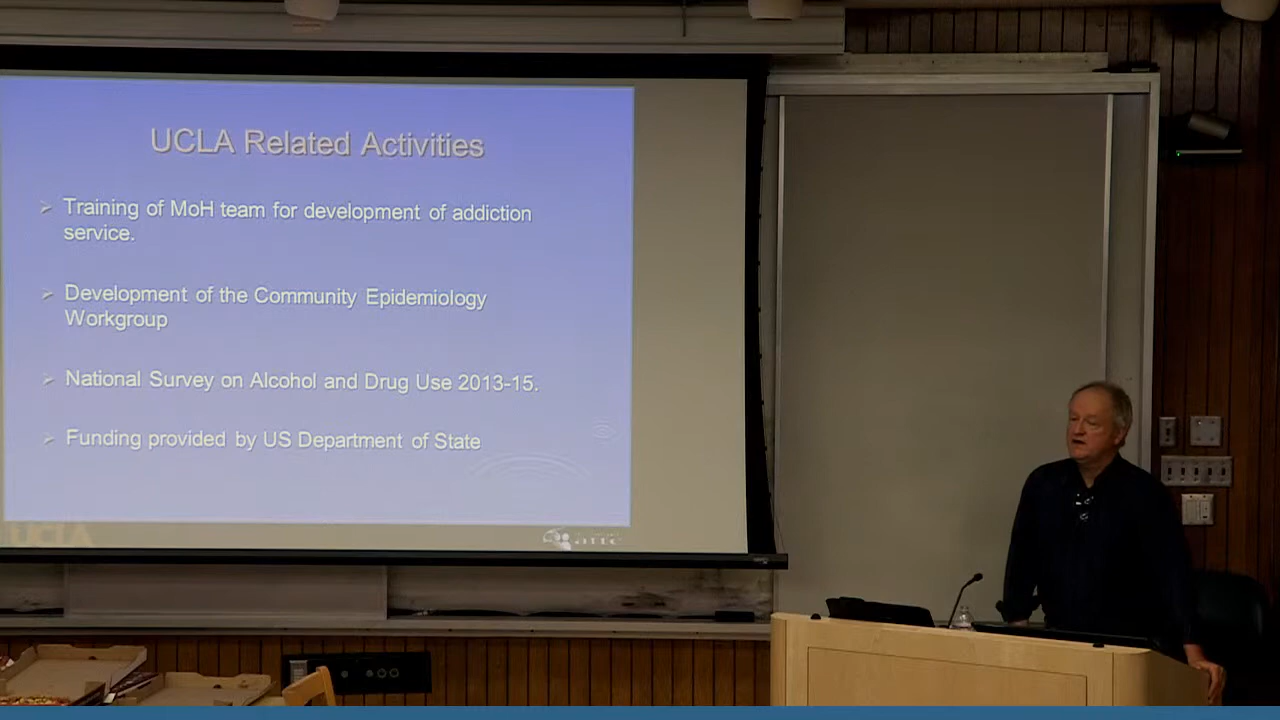 UCLA Related Activities
➢ Training of MoH team for development of addiction
service.
➢ Development of the Community Epidemiology
Workgroup
➢ National Survey on Alcohol and Drug Use 2013-15.
➢ Funding provided by US Department of State
UCLA
attc